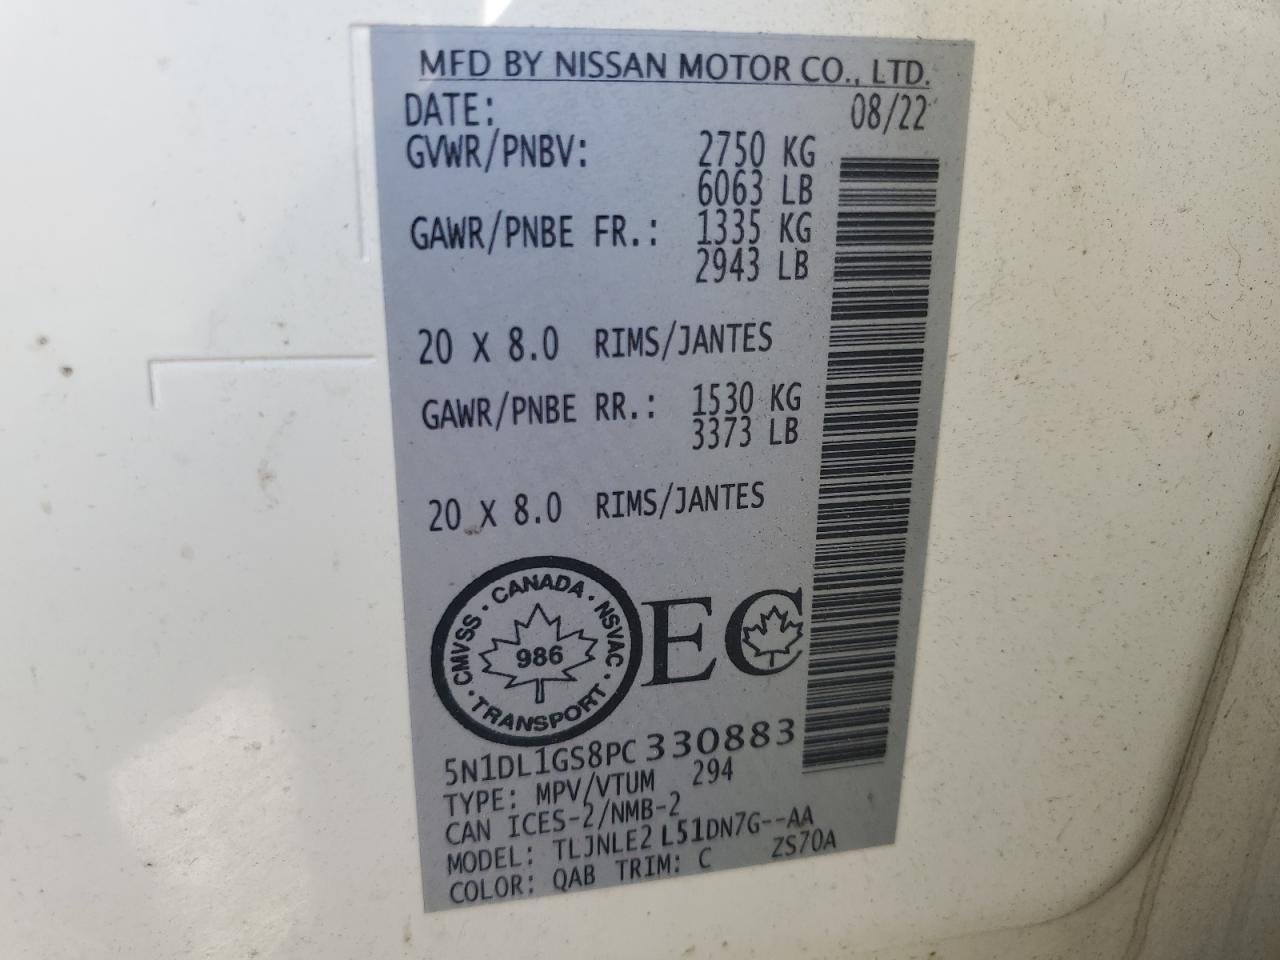 MFD BY NISSAN MOTOR CO., LTD.
DATE: 08/22
GVWR/PNBV: 2750 KG
6063 LB
GAWR/PNBE FR.: 1335 KG
2943 LB
20 X 8.0 RIMS/JANTES
GAWR/PNBE RR.: 1530 KG
3373 LB
20 X 8.0 RIMS/JANTES
CANADA · NSVAC · TRANSPORT · CMVSS ·
986
EC
5N1DL1GS8PC330883
TYPE: MPV/VTUM 294
CAN ICES-2/NMB-2
MODEL: TLJNLE2 L51DN7G--AA
COLOR: QAB TRIM: C ZS70A